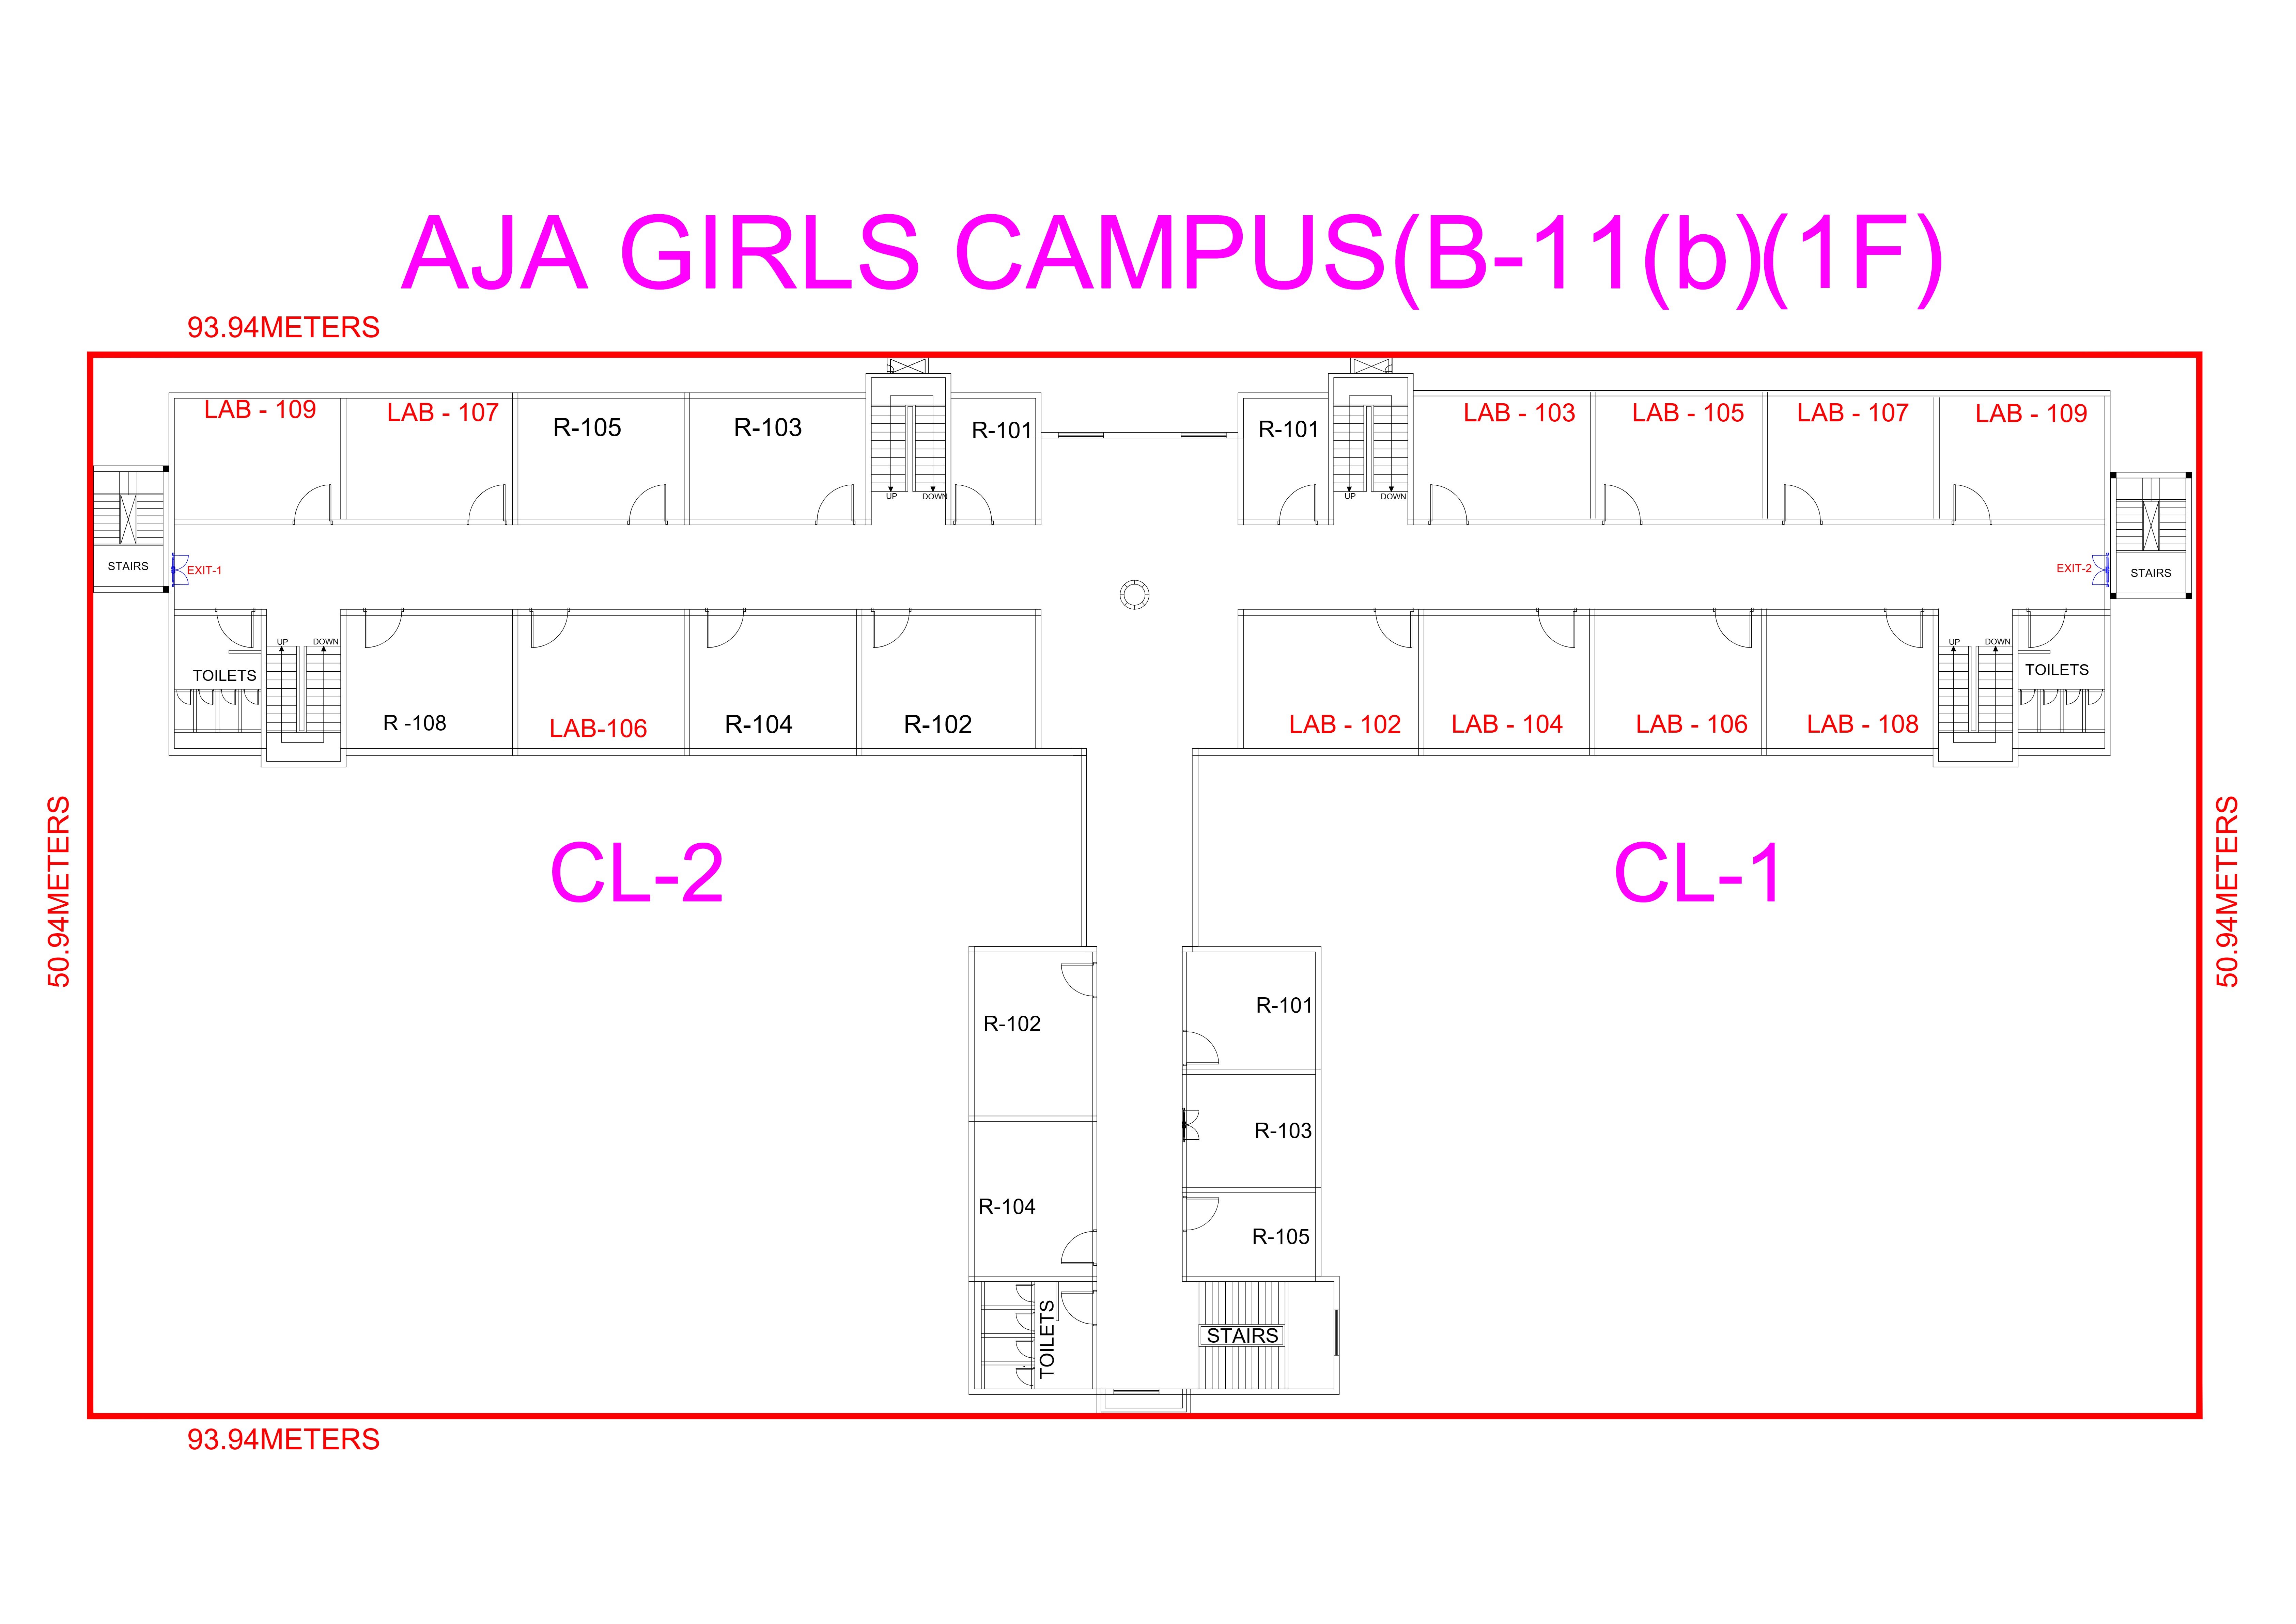 AJA GIRLS CAMPUS(B-11(b)(1F)
93.94METERS
LAB - 109
LAB - 107
R-105
R-103
R-101
R-101
LAB - 103
LAB - 105
LAB - 107
LAB - 109
UP
DOWN
UP
DOWN
STAIRS
EXIT-1
EXIT-2
STAIRS
UP
DOWN
UP
DOWN
TOILETS
TOILETS
R -108
LAB-106
R-104
R-102
LAB - 102
LAB - 104
LAB - 106
LAB - 108
50.94METERS
CL-2
CL-1
50.94METERS
R-102
R-101
R-103
R-104
R-105
TOILETS
STAIRS
93.94METERS